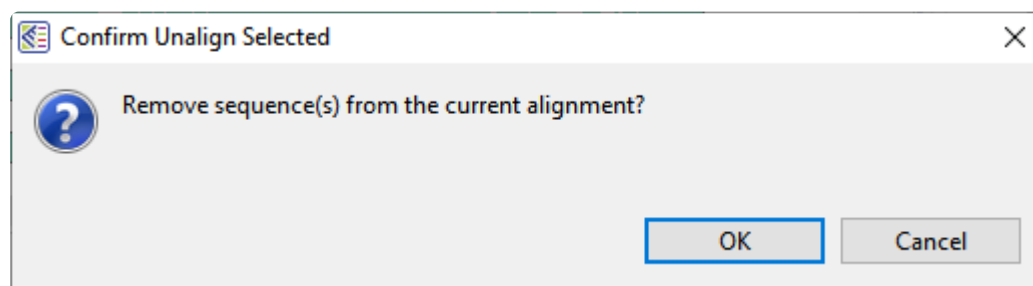 Confirm Unalign Selected
Remove sequence(s) from the current alignment?
OK Cancel